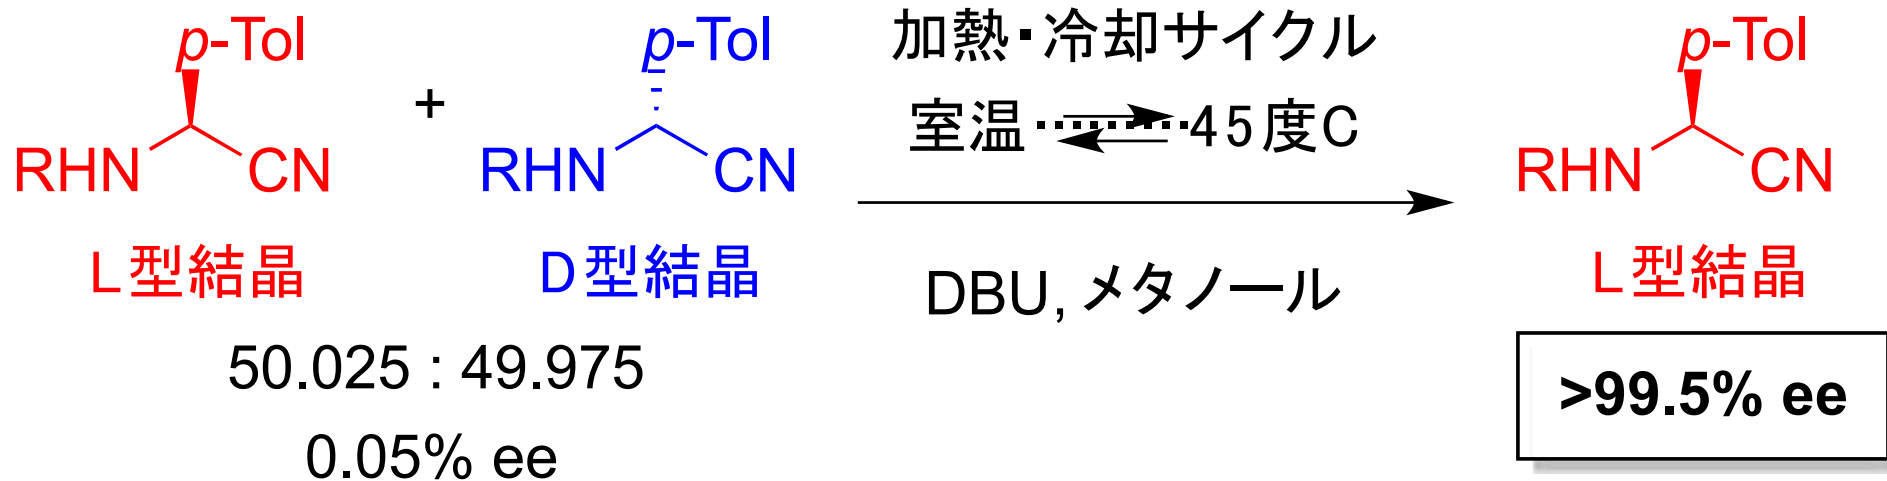 p-Tol
RHN CN
L型結晶
+
p-Tol
RHN CN
D型結晶
50.025 : 49.975
0.05% ee
加熱・冷却サイクル
室温 45度C
DBU, メタノール
p-Tol
RHN CN
L型結晶
>99.5% ee